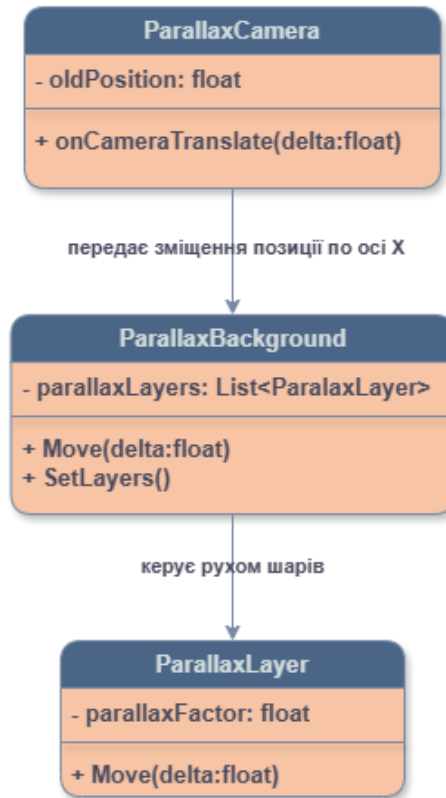 ParallaxCamera
- oldPosition: float
+ onCameraTranslate(delta:float)
передає зміщення позиції по осі X
ParallaxBackground
- parallaxLayers: List<ParalaxLayer>
+ Move(delta:float)
+ SetLayers()
керує рухом шарів
ParallaxLayer
- parallaxFactor: float
+ Move(delta:float)